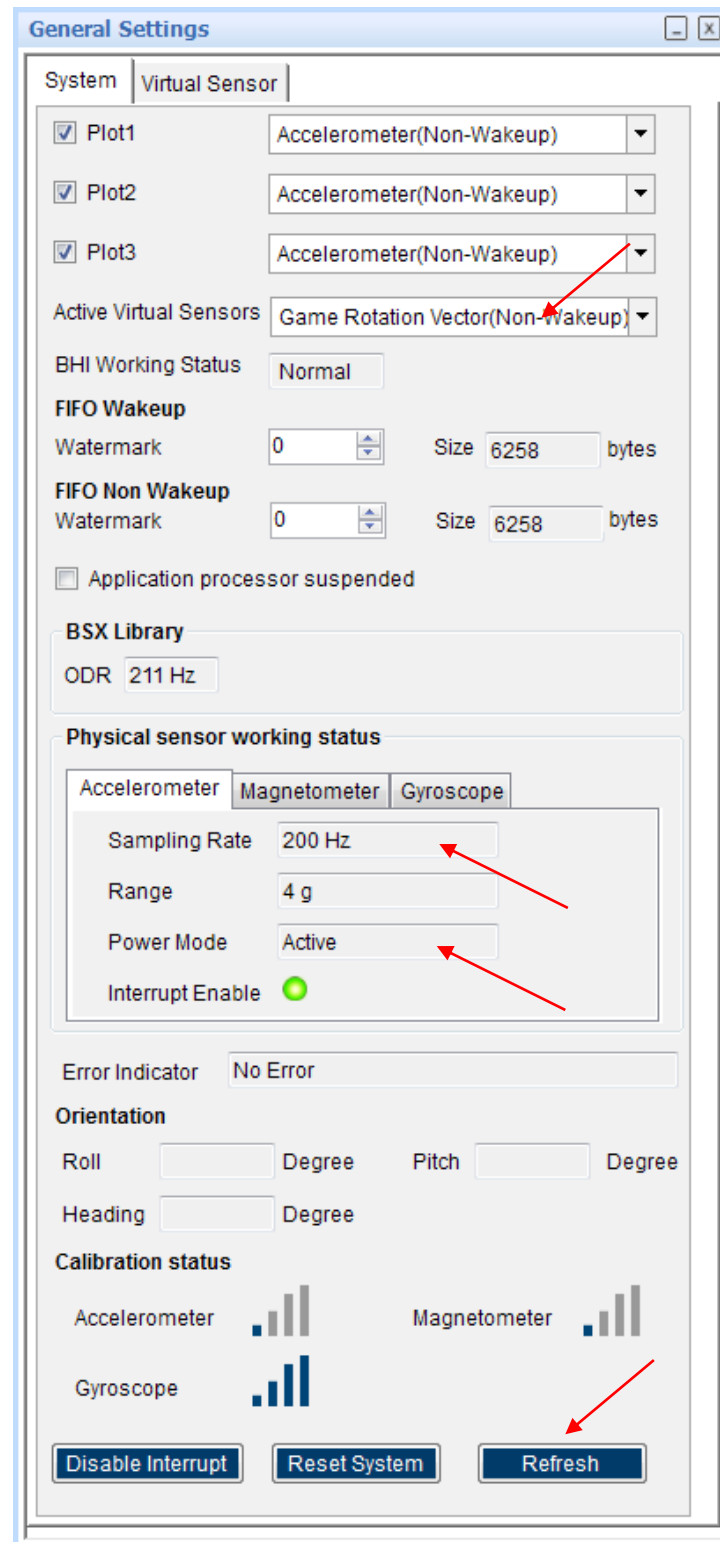 General Settings
System Virtual Sensor
Plot1 Accelerometer(Non-Wakeup)
Plot2 Accelerometer(Non-Wakeup)
Plot3 Accelerometer(Non-Wakeup)
Active Virtual Sensors Game Rotation Vector(Non-Wakeup)
BHI Working Status Normal
FIFO Wakeup
Watermark 0 Size 6258 bytes
FIFO Non Wakeup
Watermark 0 Size 6258 bytes
Application processor suspended
BSX Library
ODR 211 Hz
Physical sensor working status
Accelerometer Magnetometer Gyroscope
Sampling Rate 200 Hz
Range 4 g
Power Mode Active
Interrupt Enable
Error Indicator No Error
Orientation
Roll Degree Pitch Degree
Heading Degree
Calibration status
Accelerometer Magnetometer
Gyroscope
Disable Interrupt Reset System Refresh